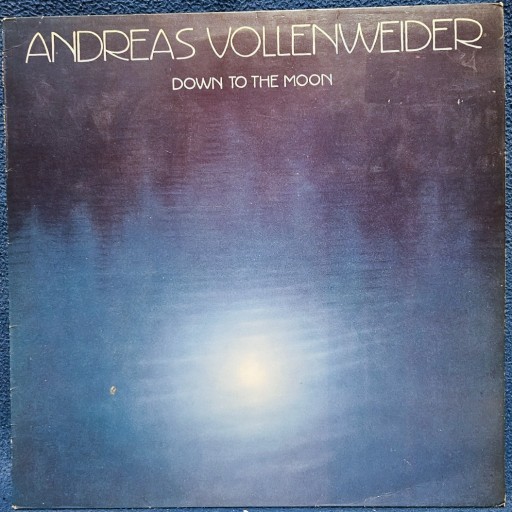 ANDREAS VOLLENWEIDER
DOWN TO THE MOON